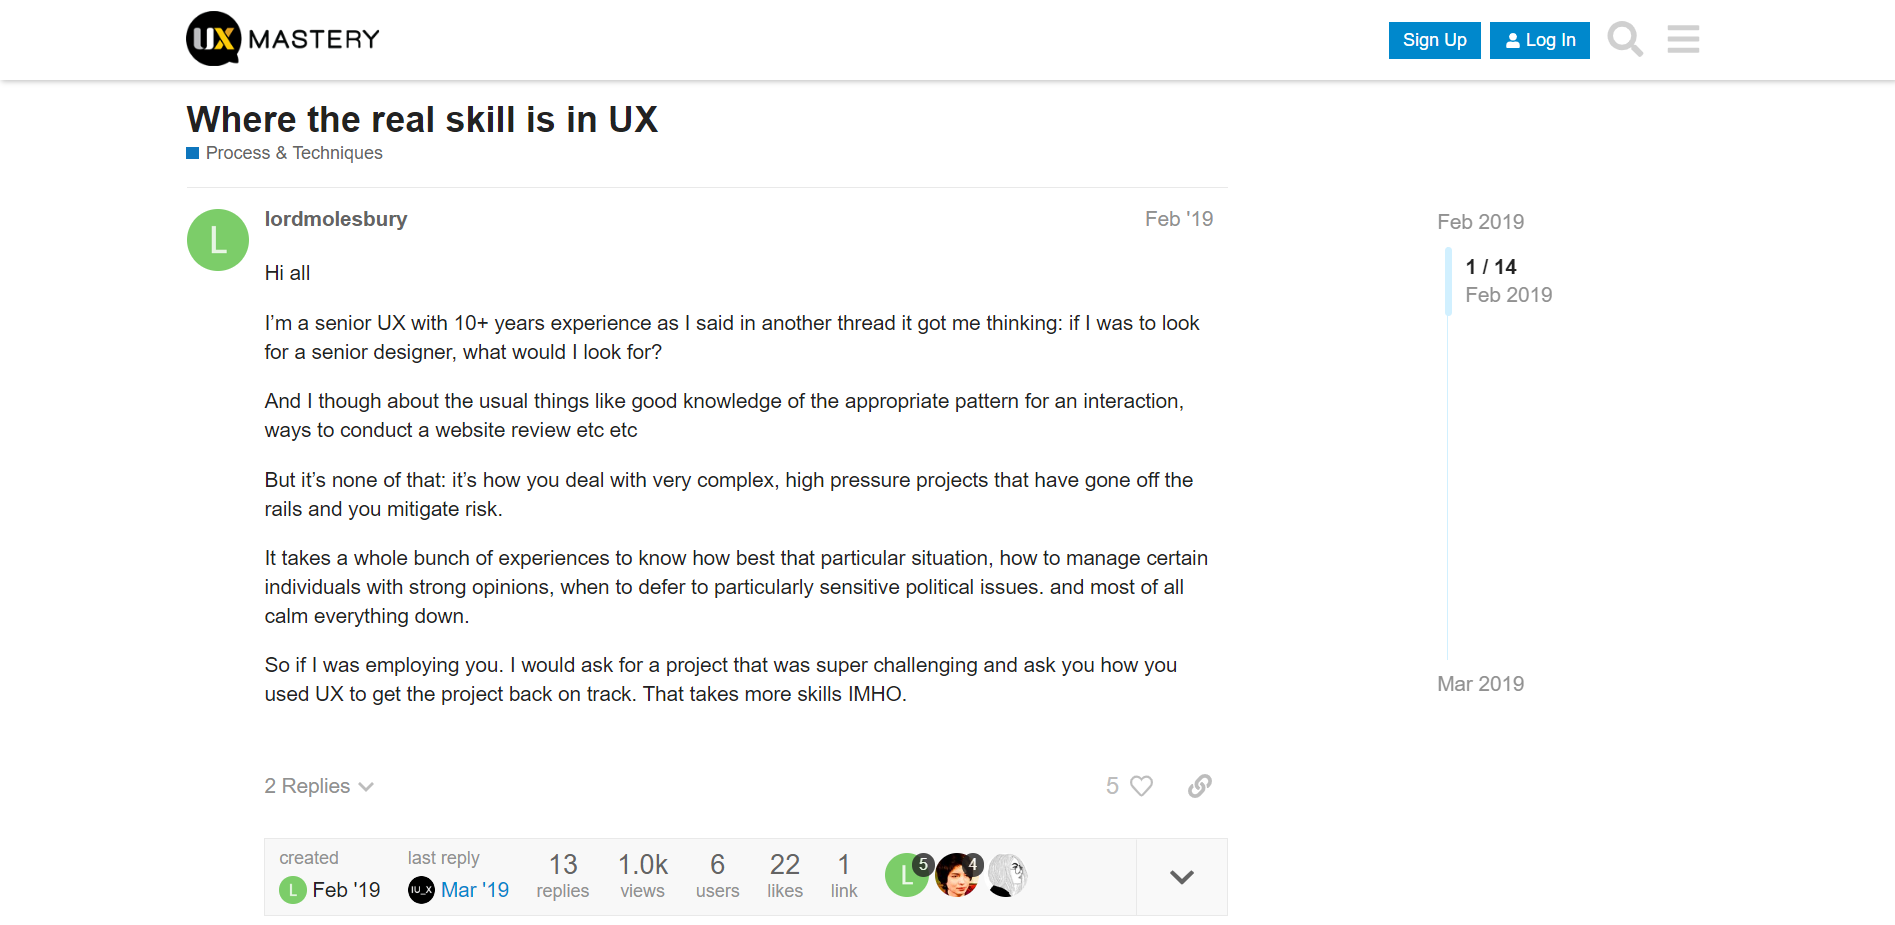 UX MASTERY
Sign Up
Log In
Where the real skill is in UX
Process & Techniques
L
lordmolesbury
Feb '19
Hi all
I’m a senior UX with 10+ years experience as I said in another thread it got me thinking: if I was to look
for a senior designer, what would I look for?
And I though about the usual things like good knowledge of the appropriate pattern for an interaction,
ways to conduct a website review etc etc
But it’s none of that: it’s how you deal with very complex, high pressure projects that have gone off the
rails and you mitigate risk.
It takes a whole bunch of experiences to know how best that particular situation, how to manage certain
individuals with strong opinions, when to defer to particularly sensitive political issues. and most of all
calm everything down.
So if I was employing you. I would ask for a project that was super challenging and ask you how you
used UX to get the project back on track. That takes more skills IMHO.
2 Replies
5
Feb 2019
1 / 14
Feb 2019
Mar 2019
created
L Feb '19
last reply
IU_X Mar '19
13
replies
1.0k
views
6
users
22
likes
1
link
L 5
4